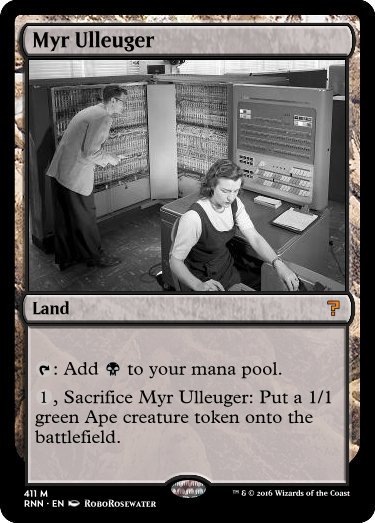 Myr Ulleuger
Land
?
: Add to your mana pool.
1 , Sacrifice Myr Ulleuger: Put a 1/1
green Ape creature token onto the
battlefield.
411 M
RNN • EN RoboRosewater
™ & © 2016 Wizards of the Coast